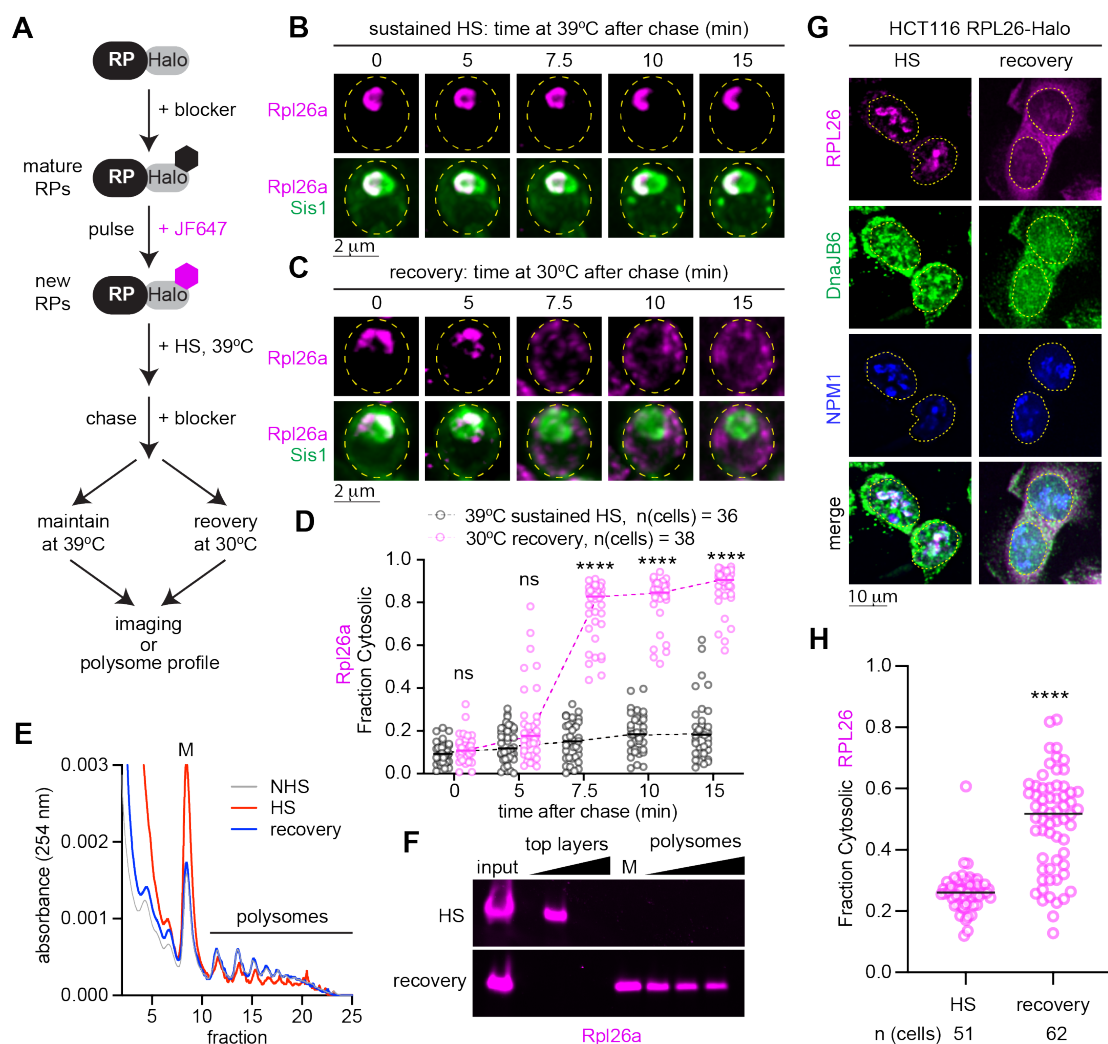 A
RP
Halo
+ blocker
mature
RPs
RP
Halo
pulse
+ JF647
new
RPs
RP
Halo
+ HS, 39ºC
chase
+ blocker
maintain
at 39ºC
reovery
at 30ºC
imaging
or
polysome profile
B
sustained HS: time at 39ºC after chase (min)
0 5 7.5 10 15
Rpl26a
Rpl26a
Sis1
2 µm
C
recovery: time at 30ºC after chase (min)
0 5 7.5 10 15
Rpl26a
Rpl26a
Sis1
2 µm
D
39ºC sustained HS, n(cells) = 36
30ºC recovery, n(cells) = 38
Rpl26a
Fraction Cytosolic
1.0
0.8
0.6
0.4
0.2
0.0
ns
ns
****
****
****
0 5 7.5 10 15
time after chase (min)
E
M
NHS
HS
recovery
polysomes
absorbance (254 nm)
0.003
0.002
0.001
0.000
5 10 15 20 25
fraction
F
top layers
polysomes
input
M
HS
recovery
Rpl26a
G
HCT116 RPL26-Halo
HS
recovery
RPL26
DnaJB6
NPM1
merge
10 µm
H
Fraction Cytosolic RPL26
1.0
0.8
0.6
0.4
0.2
0.0
****
HS
recovery
n (cells) 51 62